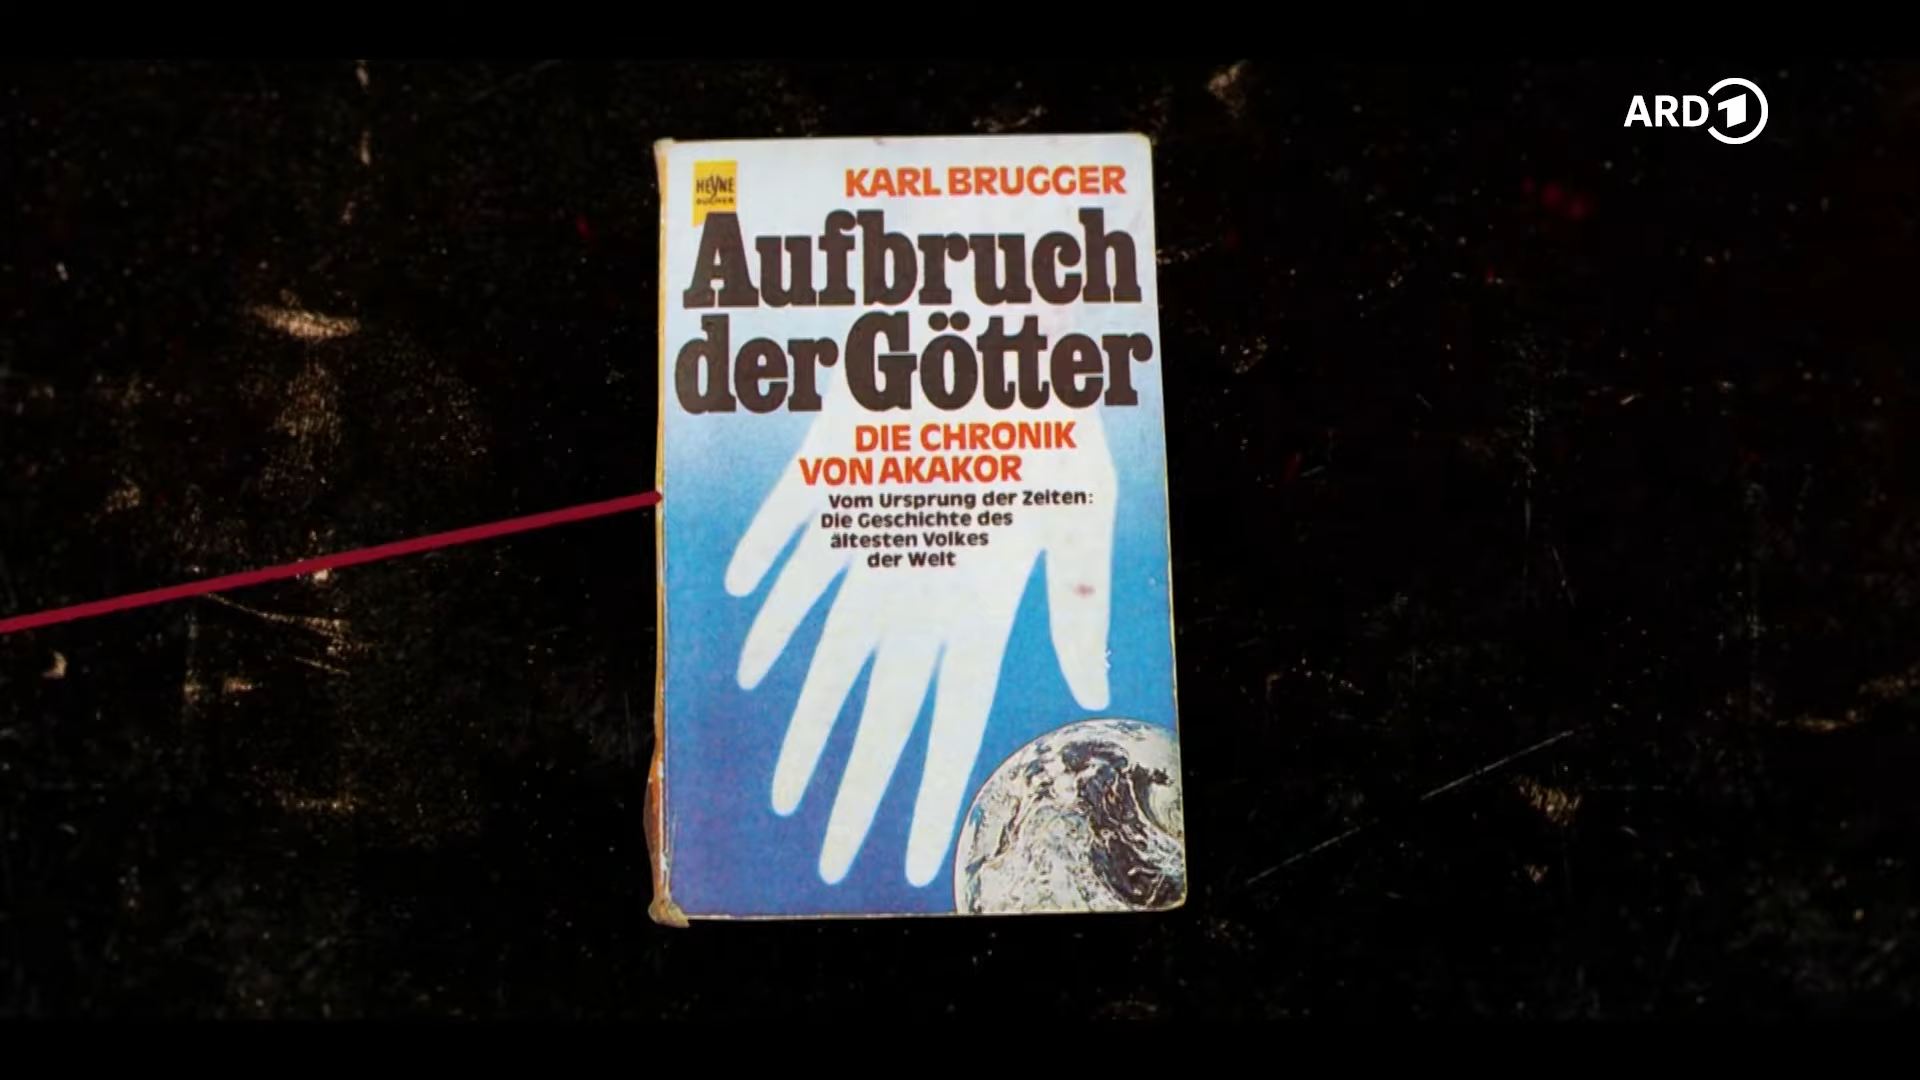 ARD 1
HEYNE
BÜCHER
KARL BRUGGER
Aufbruch
der Götter
DIE CHRONIK
VON AKAKOR
Vom Ursprung der Zeiten:
Die Geschichte des
ältesten Volkes
der Welt